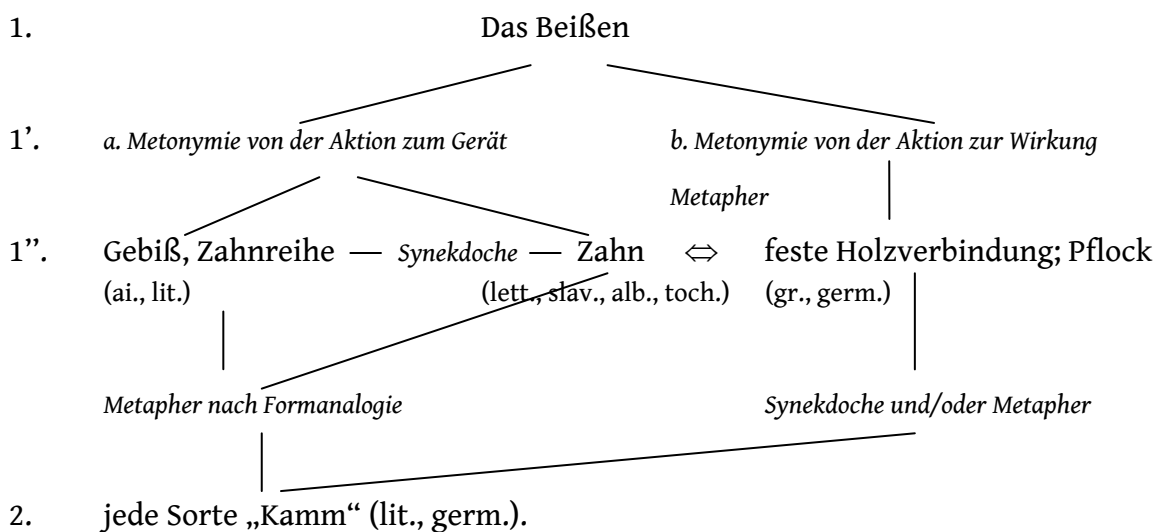 1. Das Beißen
1'. a. Metonymie von der Aktion zum Gerät b. Metonymie von der Aktion zur Wirkung
Metapher
1”. Gebiß, Zahnreihe — Synekdoche — Zahn ⇔ feste Holzverbindung; Pflock
(ai., lit.) (lett., slav., alb., toch.) (gr., germ.)
Metapher nach Formanalogie Synekdoche und/oder Metapher
2. jede Sorte „Kamm“ (lit., germ.).